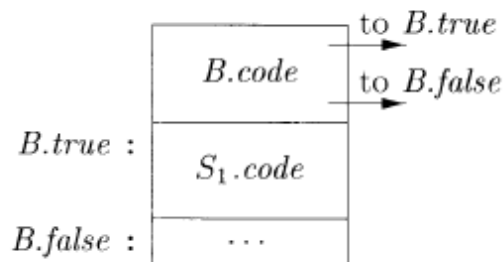 to B.true
B.code
to B.false
B.true :
S₁.code
B.false : ...